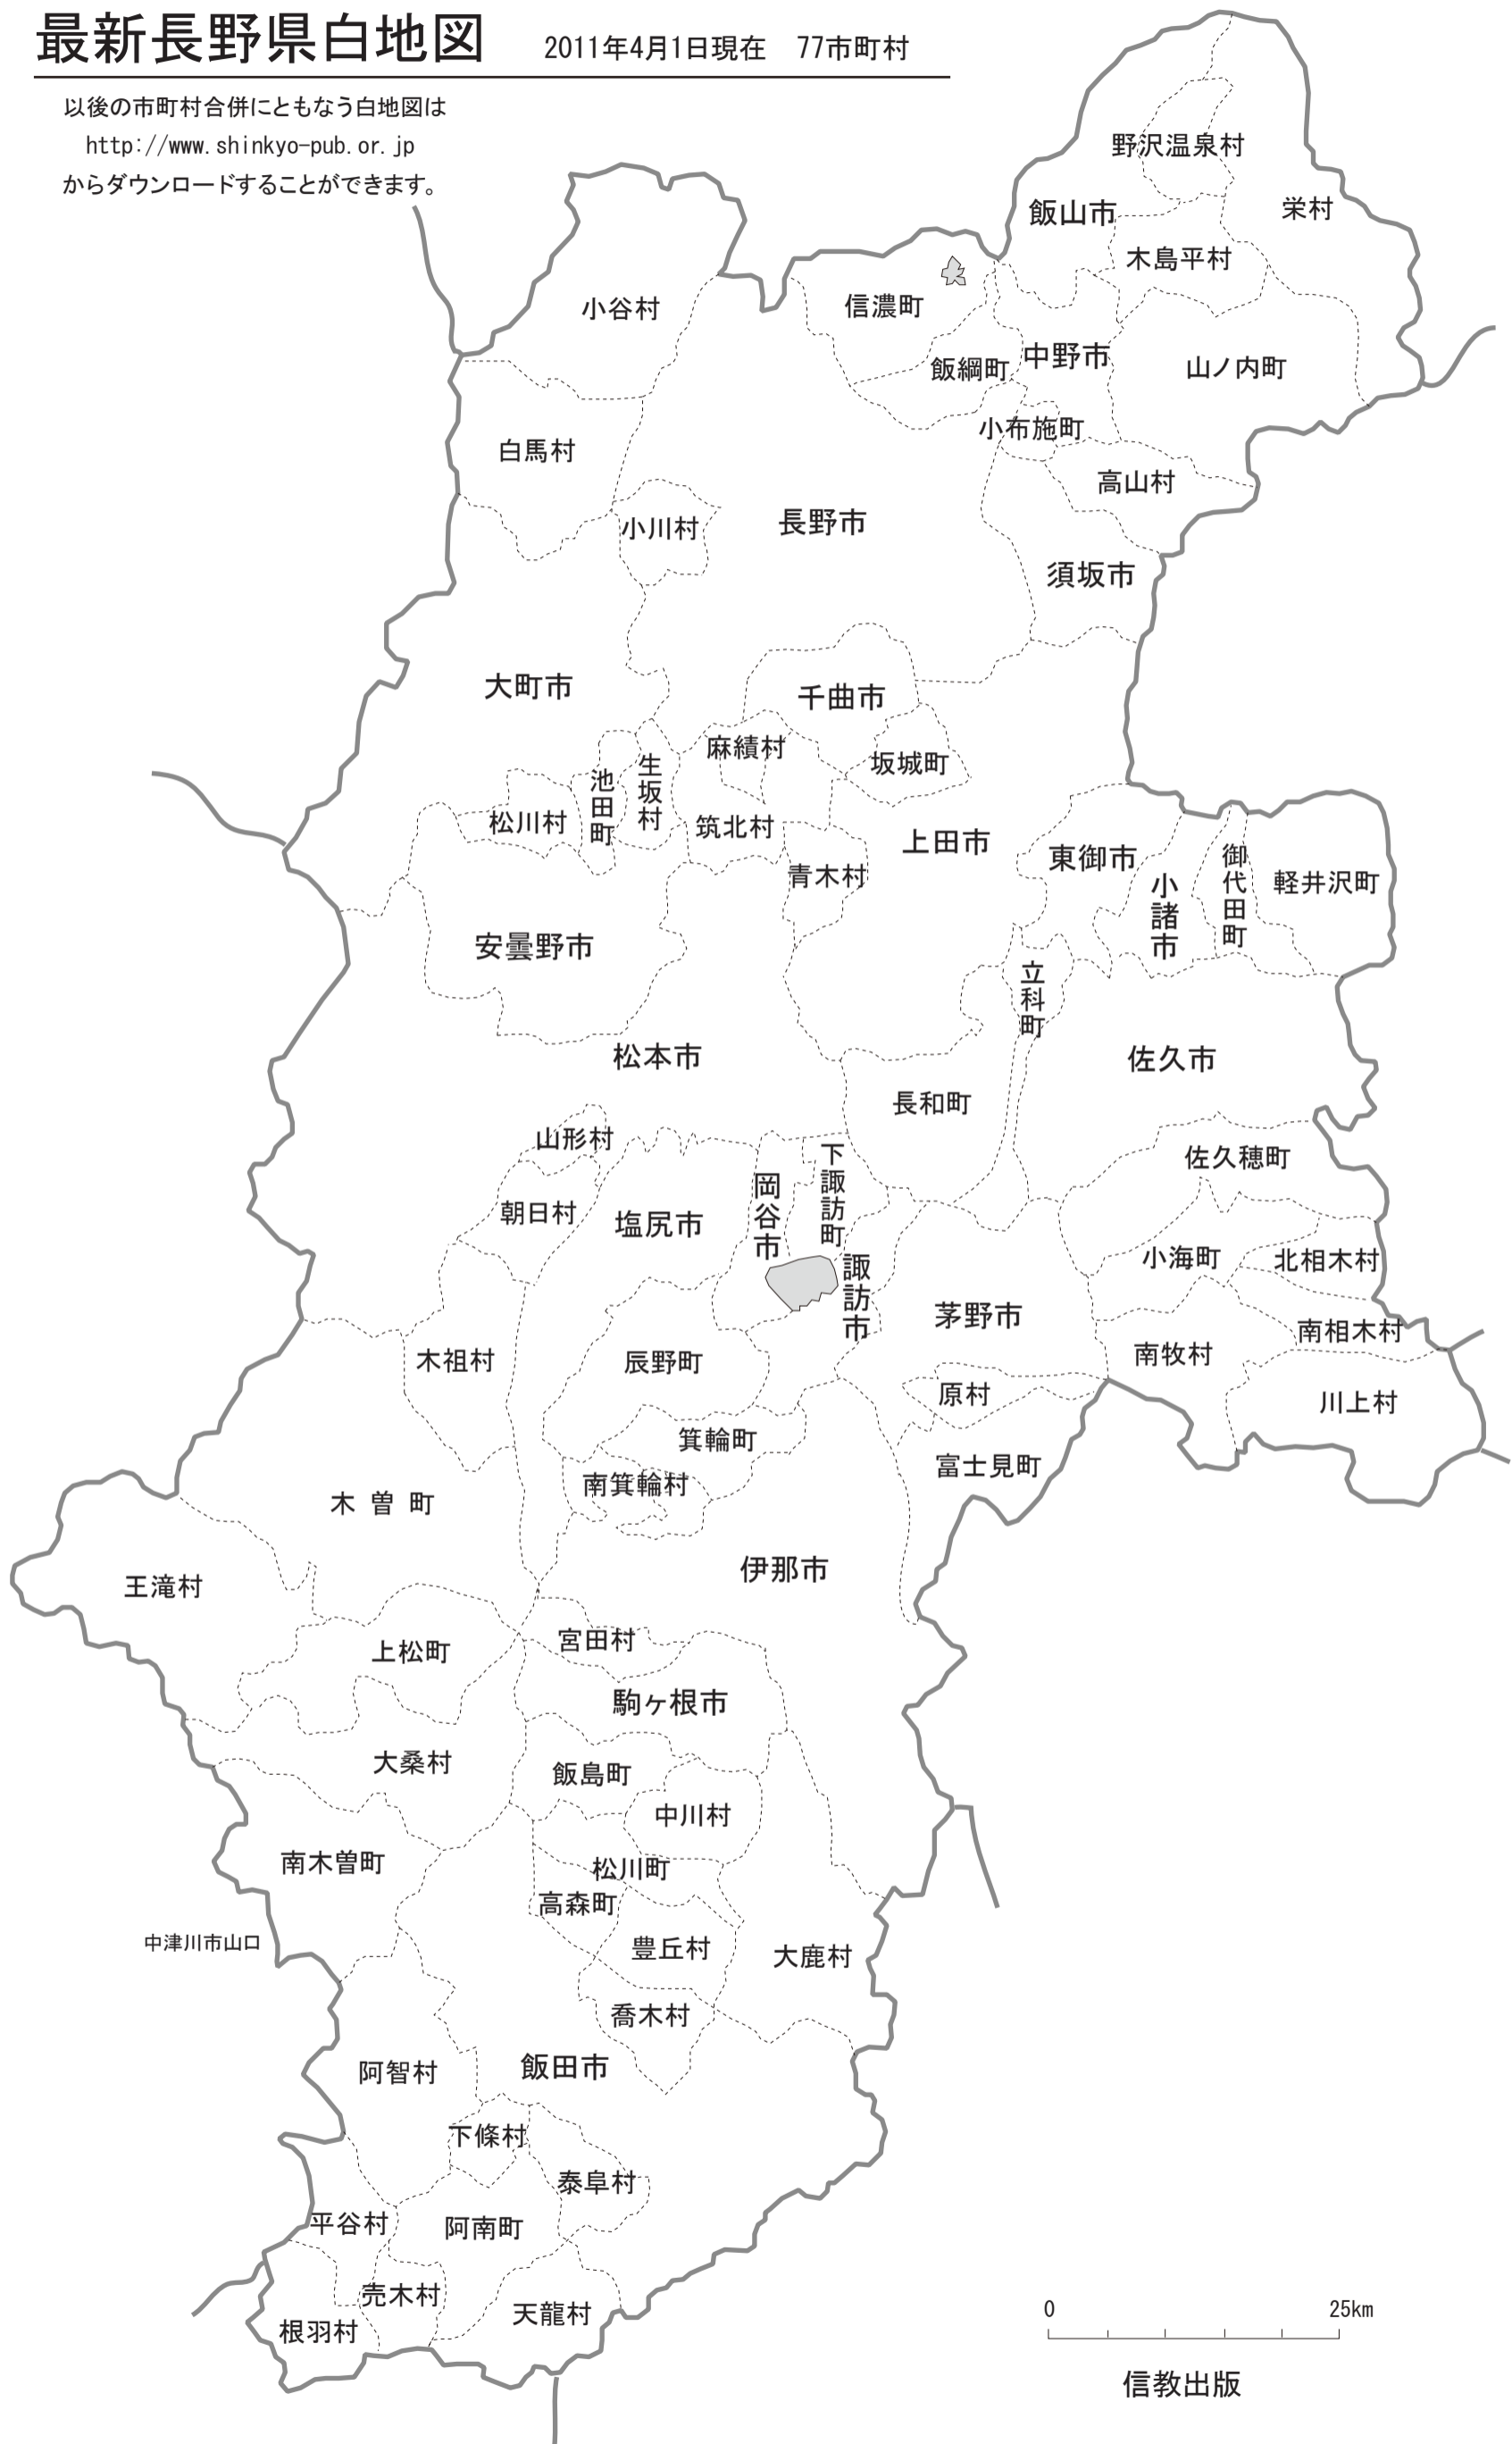 最新長野県白地図
2011年4月1日現在　77市町村
以後の市町村合併にともなう白地図は
http://www.shinkyo-pub.or.jp
からダウンロードすることができます。
野沢温泉村
飯山市
栄村
木島平村
小谷村
信濃町
飯綱町
中野市
山ノ内町
小布施町
白馬村
高山村
小川村
長野市
須坂市
大町市
千曲市
麻績村
坂城町
生坂村
池田町
松川村
筑北村
上田市
青木村
東御市
小諸市
御代田町
軽井沢町
安曇野市
立科町
松本市
佐久市
長和町
山形村
下諏訪町
佐久穂町
岡谷市
朝日村
塩尻市
小海町
北相木村
諏訪市
茅野市
南相木村
木祖村
辰野町
南牧村
原村
川上村
箕輪町
富士見町
南箕輪村
木曽町
伊那市
王滝村
宮田村
上松町
駒ヶ根市
大桑村
飯島町
中川村
南木曽町
松川町
高森町
中津川市山口
豊丘村
大鹿村
喬木村
飯田市
阿智村
下條村
泰阜村
平谷村
阿南町
売木村
天龍村
根羽村
0
25km
信教出版